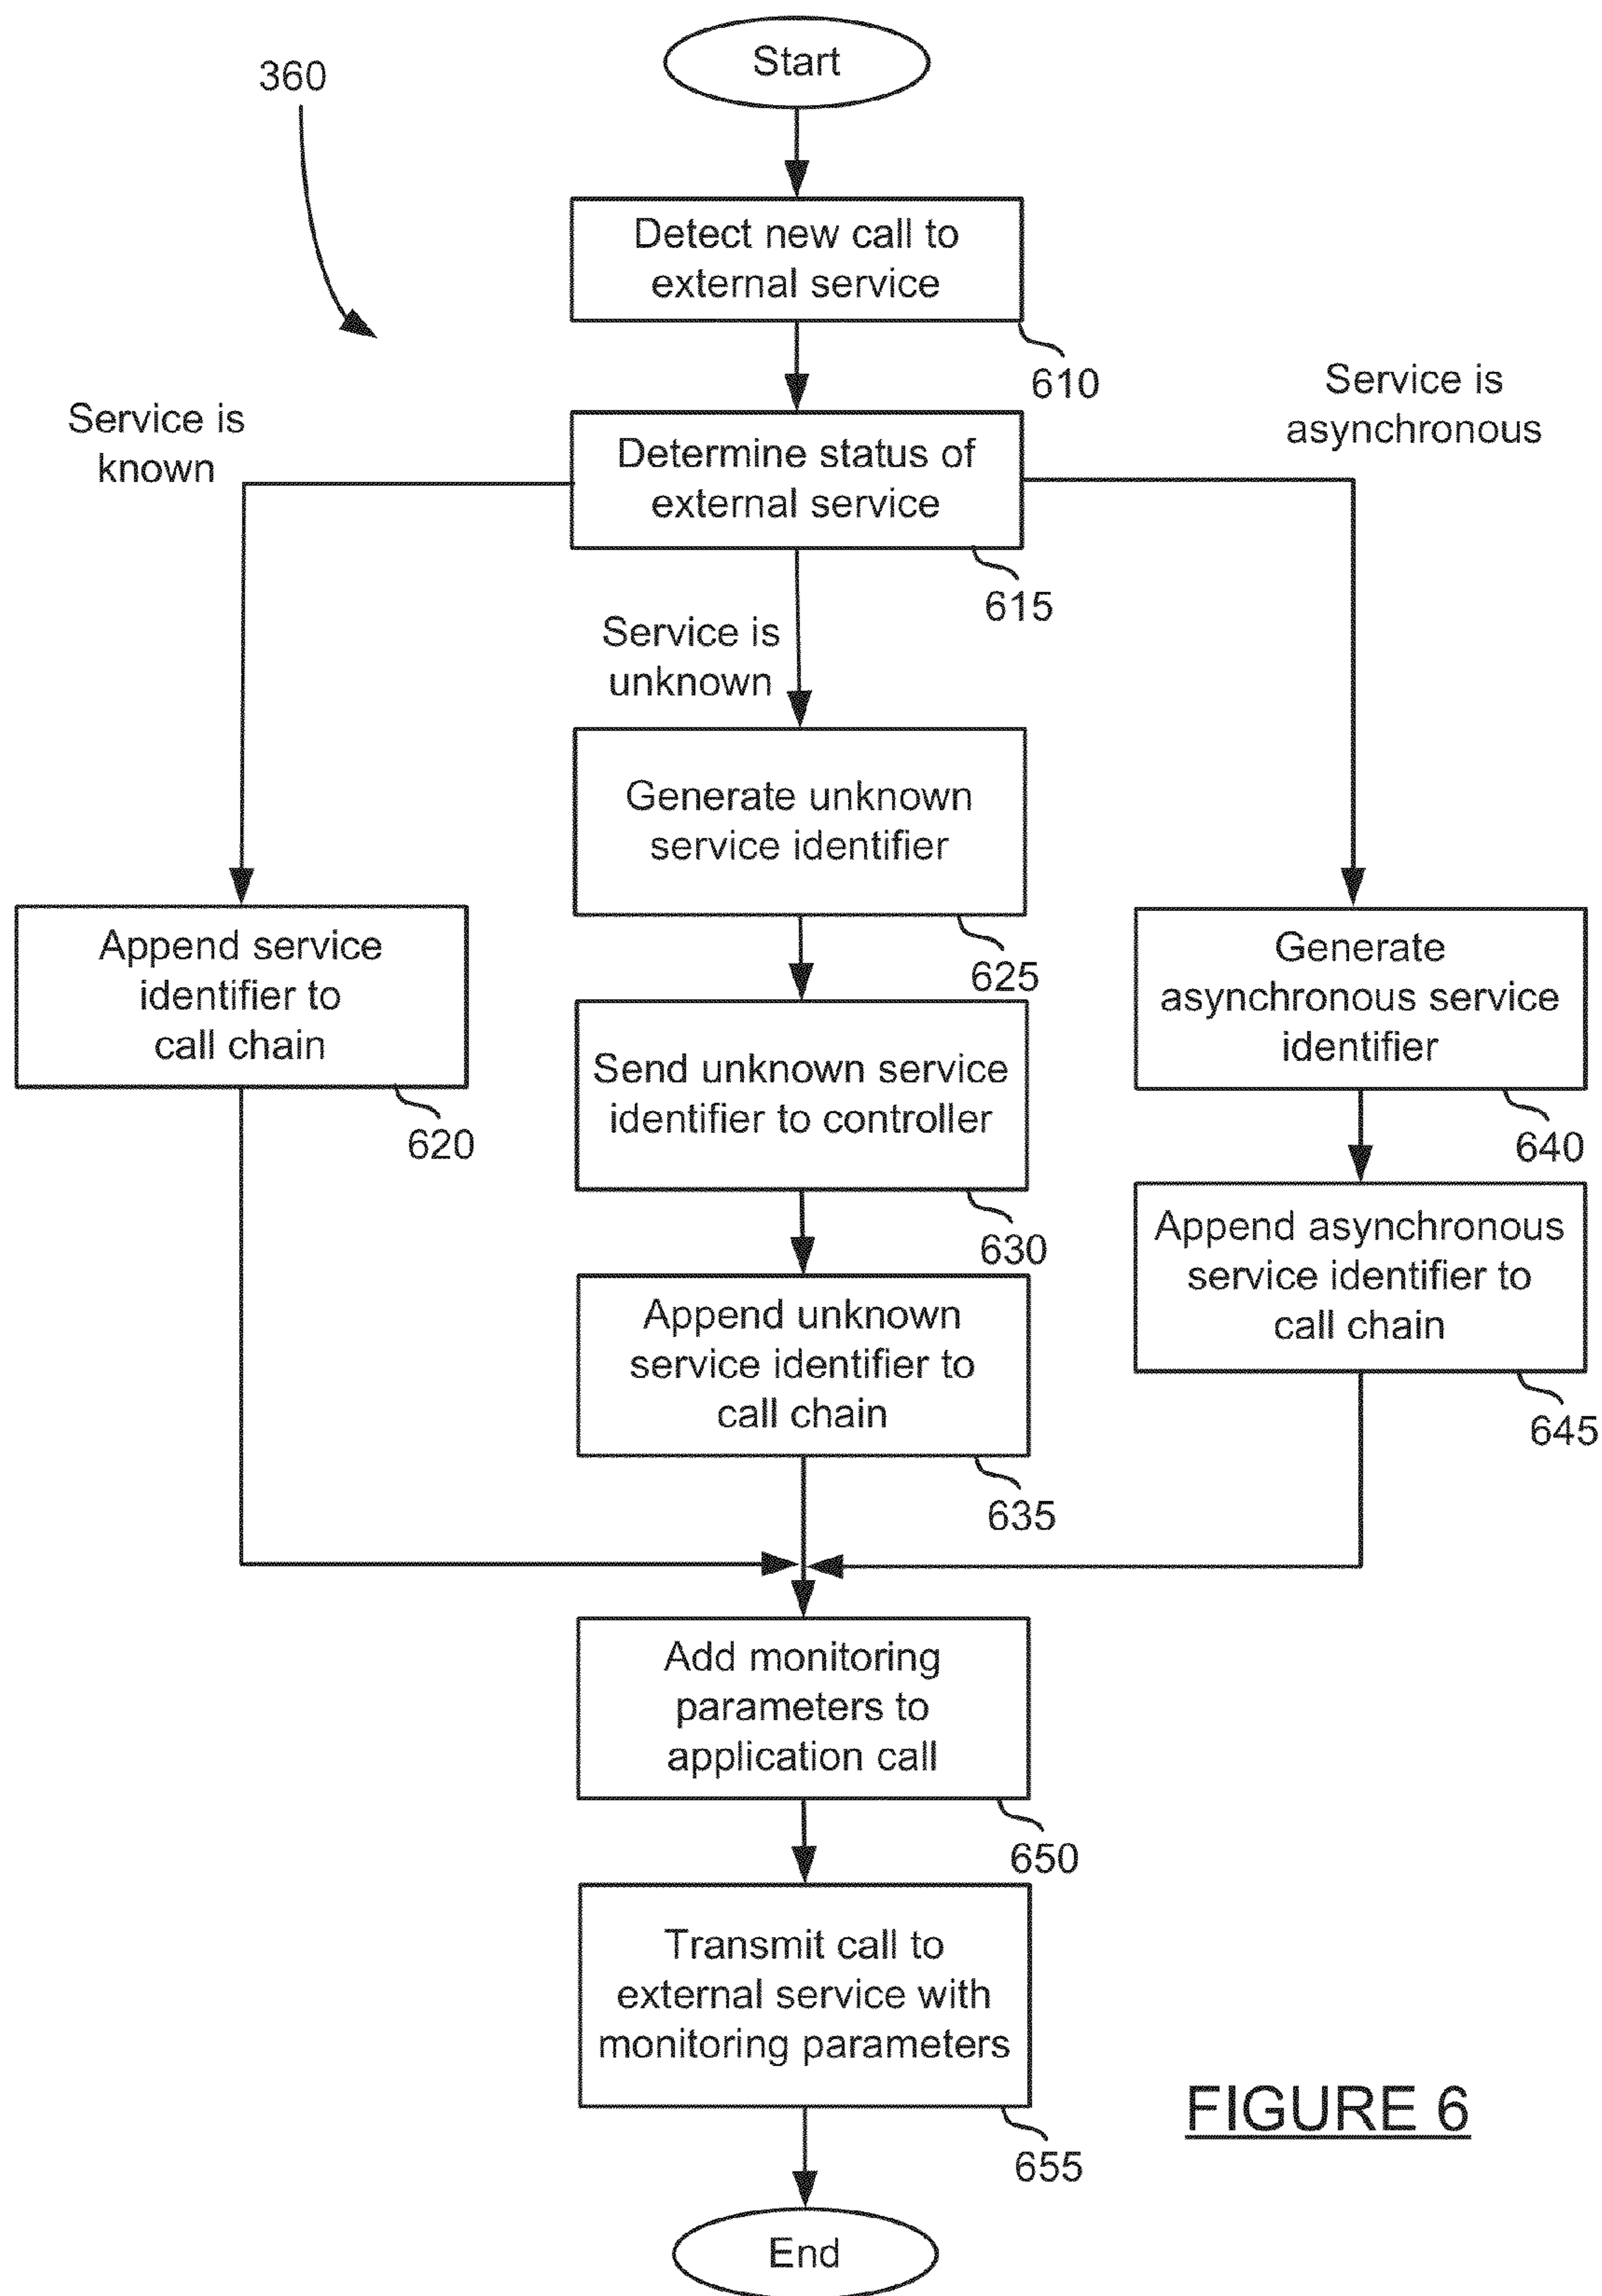 Start
360
Detect new call to
external service
610
Service is
asynchronous
Service is
known
Determine status of
external service
615
Service is
unknown
Generate unknown
service identifier
625
Append service
identifier to
call chain
620
Generate
asynchronous service
identifier
640
Send unknown service
identifier to controller
630
Append asynchronous
service identifier to
call chain
645
Append unknown
service identifier to
call chain
635
Add monitoring
parameters to
application call
650
Transmit call to
external service with
monitoring parameters
655
FIGURE 6
End